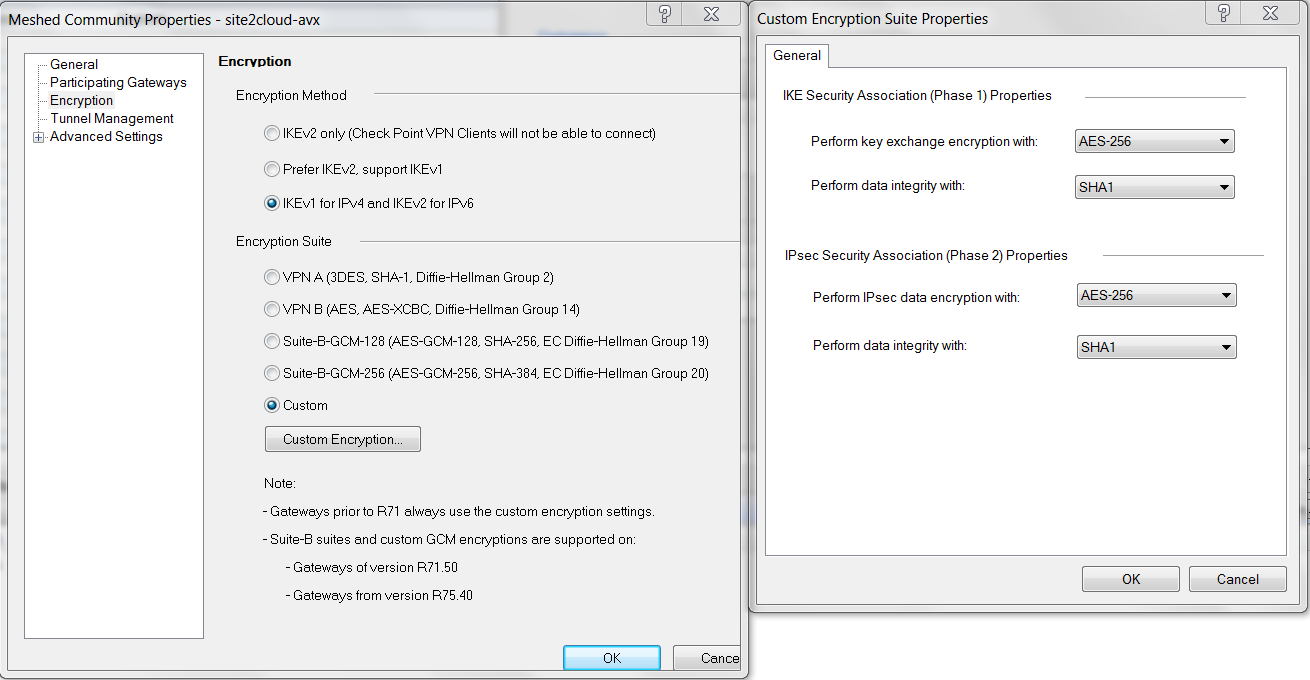 Meshed Community Properties - site2cloud-avx
General
Participating Gateways
Encryption
Tunnel Management
Advanced Settings
Encryption
Encryption Method
IKEv2 only (Check Point VPN Clients will not be able to connect)
Prefer IKEv2, support IKEv1
IKEv1 for IPv4 and IKEv2 for IPv6
Encryption Suite
VPN A (3DES, SHA-1, Diffie-Hellman Group 2)
VPN B (AES, AES-XCBC, Diffie-Hellman Group 14)
Suite-B-GCM-128 (AES-GCM-128, SHA-256, EC Diffie-Hellman Group 19)
Suite-B-GCM-256 (AES-GCM-256, SHA-384, EC Diffie-Hellman Group 20)
Custom
Custom Encryption...
Note:
- Gateways prior to R71 always use the custom encryption settings.
- Suite-B suites and custom GCM encryptions are supported on:
- Gateways of version R71.50
- Gateways from version R75.40
OK
Cance
Custom Encryption Suite Properties
General
IKE Security Association (Phase 1) Properties
Perform key exchange encryption with: AES-256
Perform data integrity with: SHA1
IPsec Security Association (Phase 2) Properties
Perform IPsec data encryption with: AES-256
Perform data integrity with: SHA1
OK Cancel